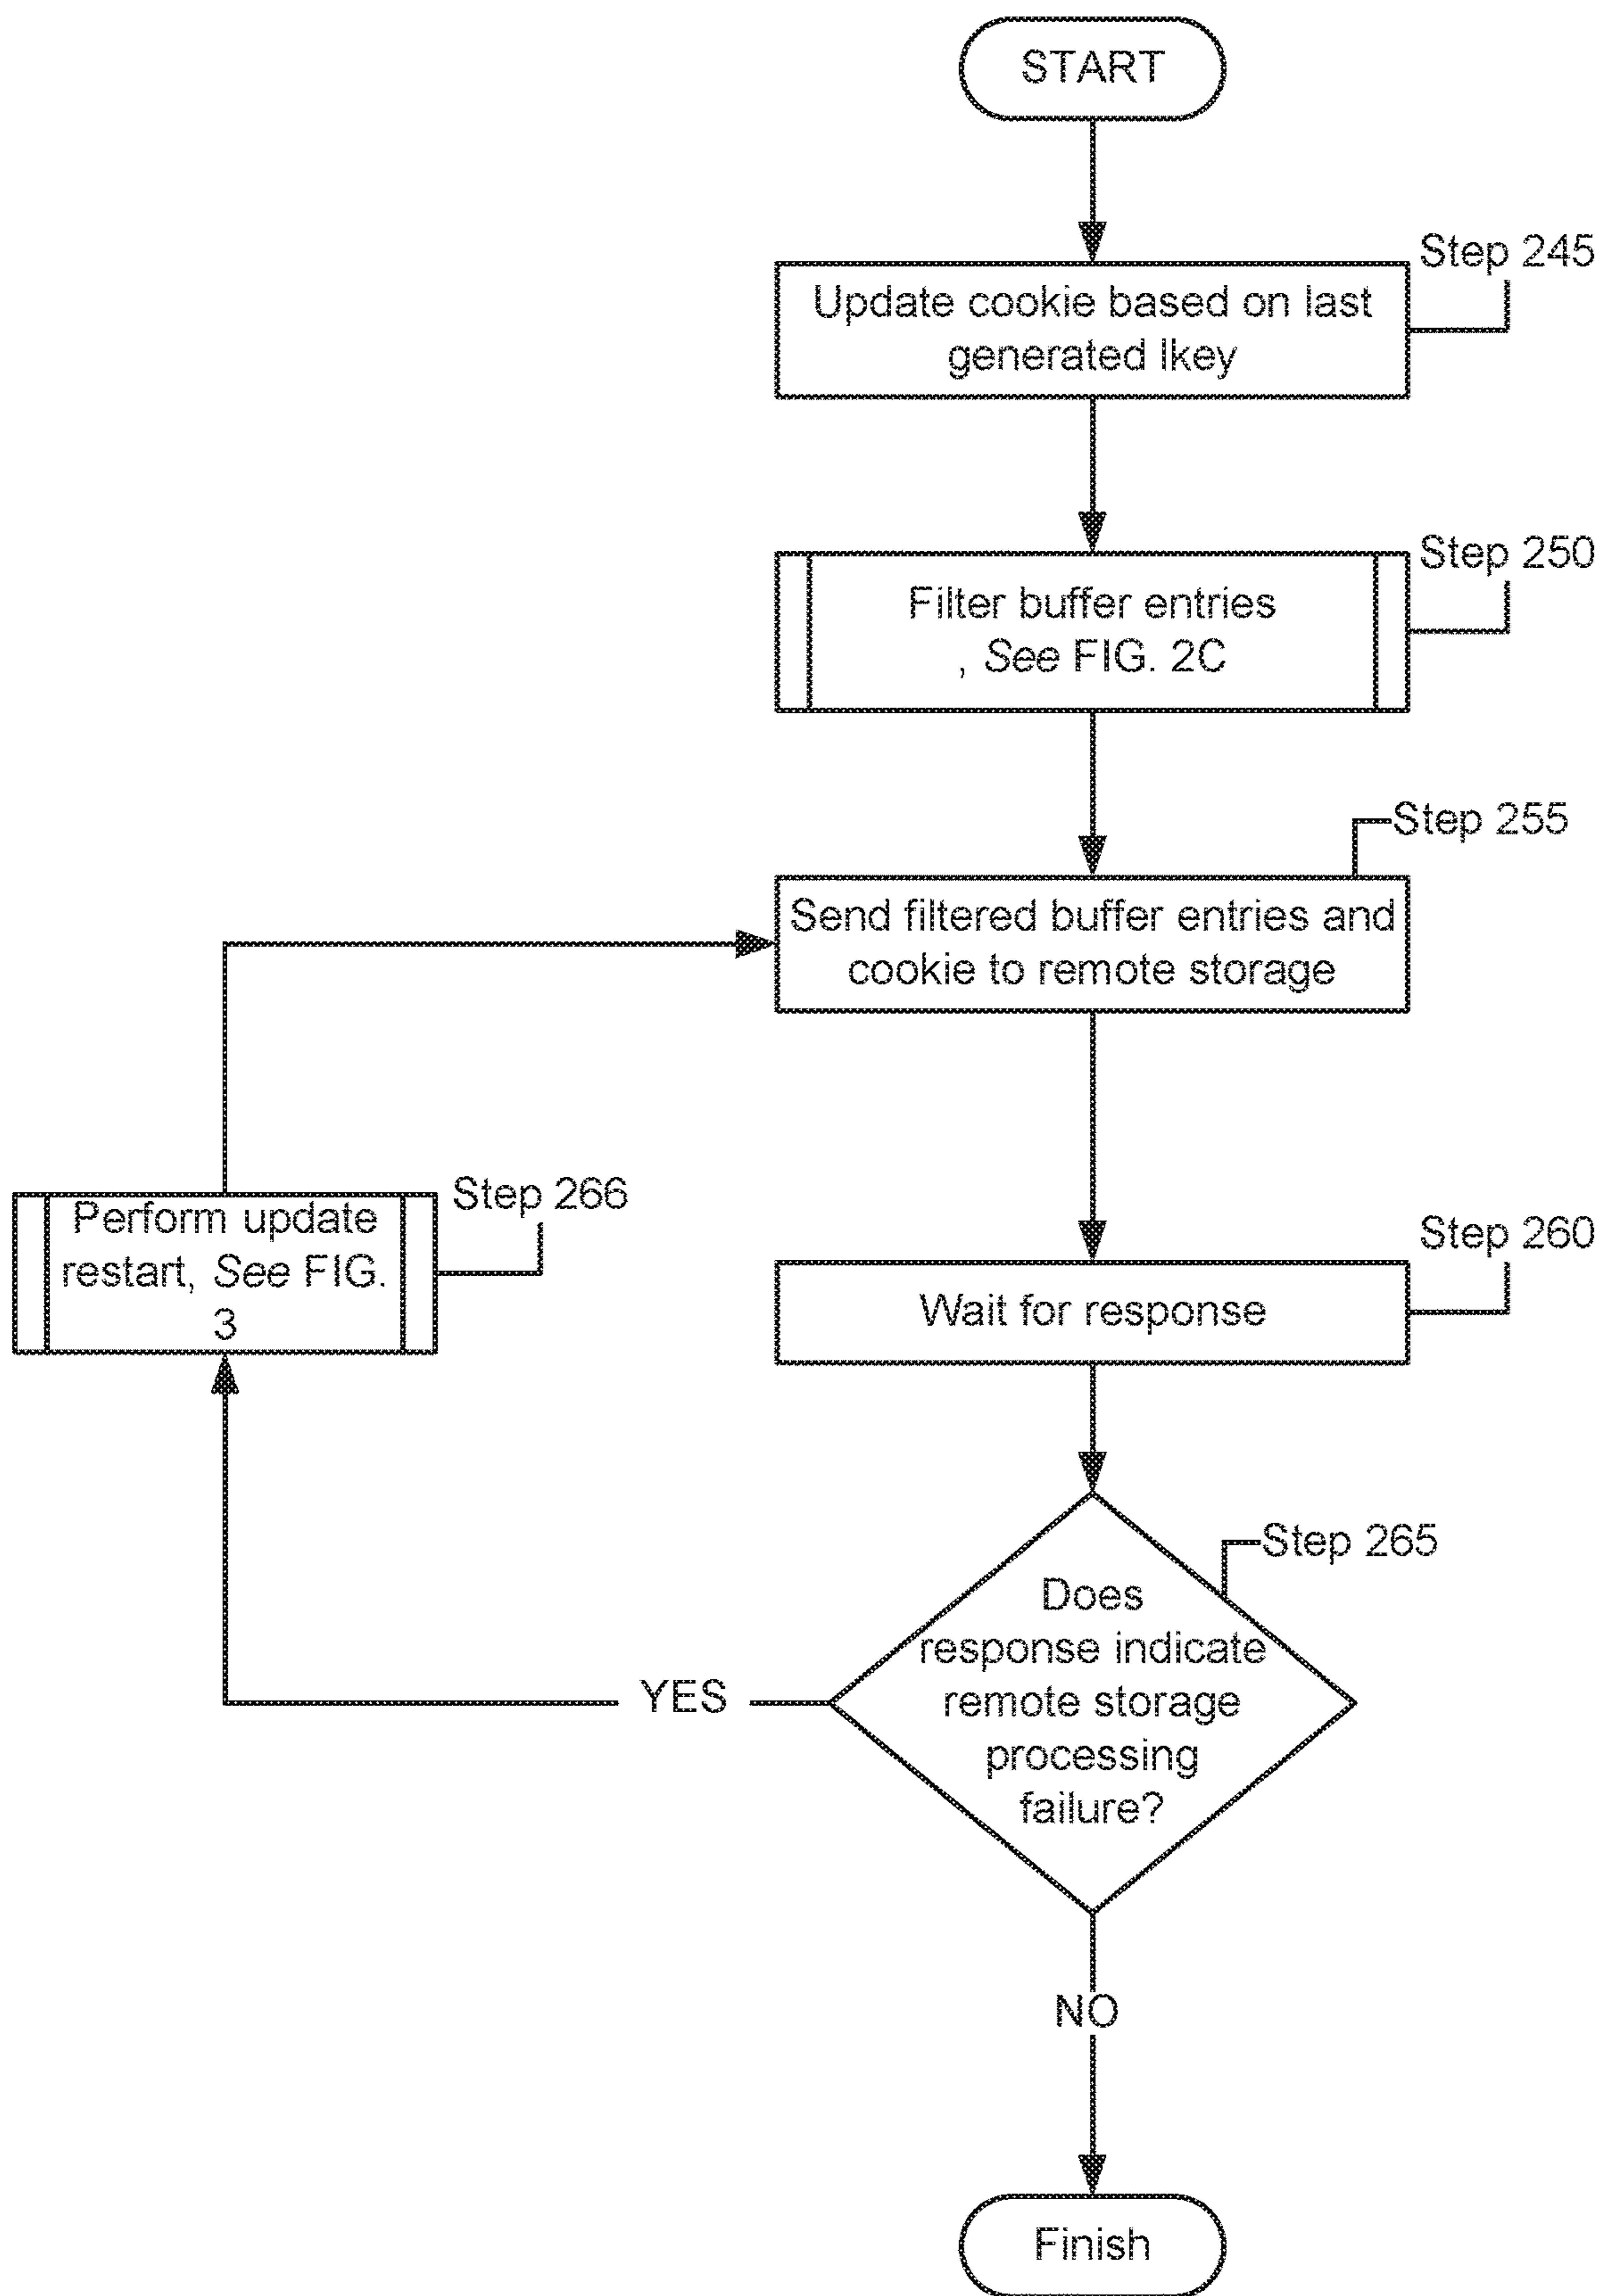 START
Step 245
Update cookie based on last
generated lkey
Step 250
Filter buffer entries
, See FIG. 2C
Step 255
Send filtered buffer entries and
cookie to remote storage
Step 266
Perform update
restart, See FIG.
3
Step 260
Wait for response
Step 265
Does
response indicate
remote storage
processing
failure?
YES
NO
Finish